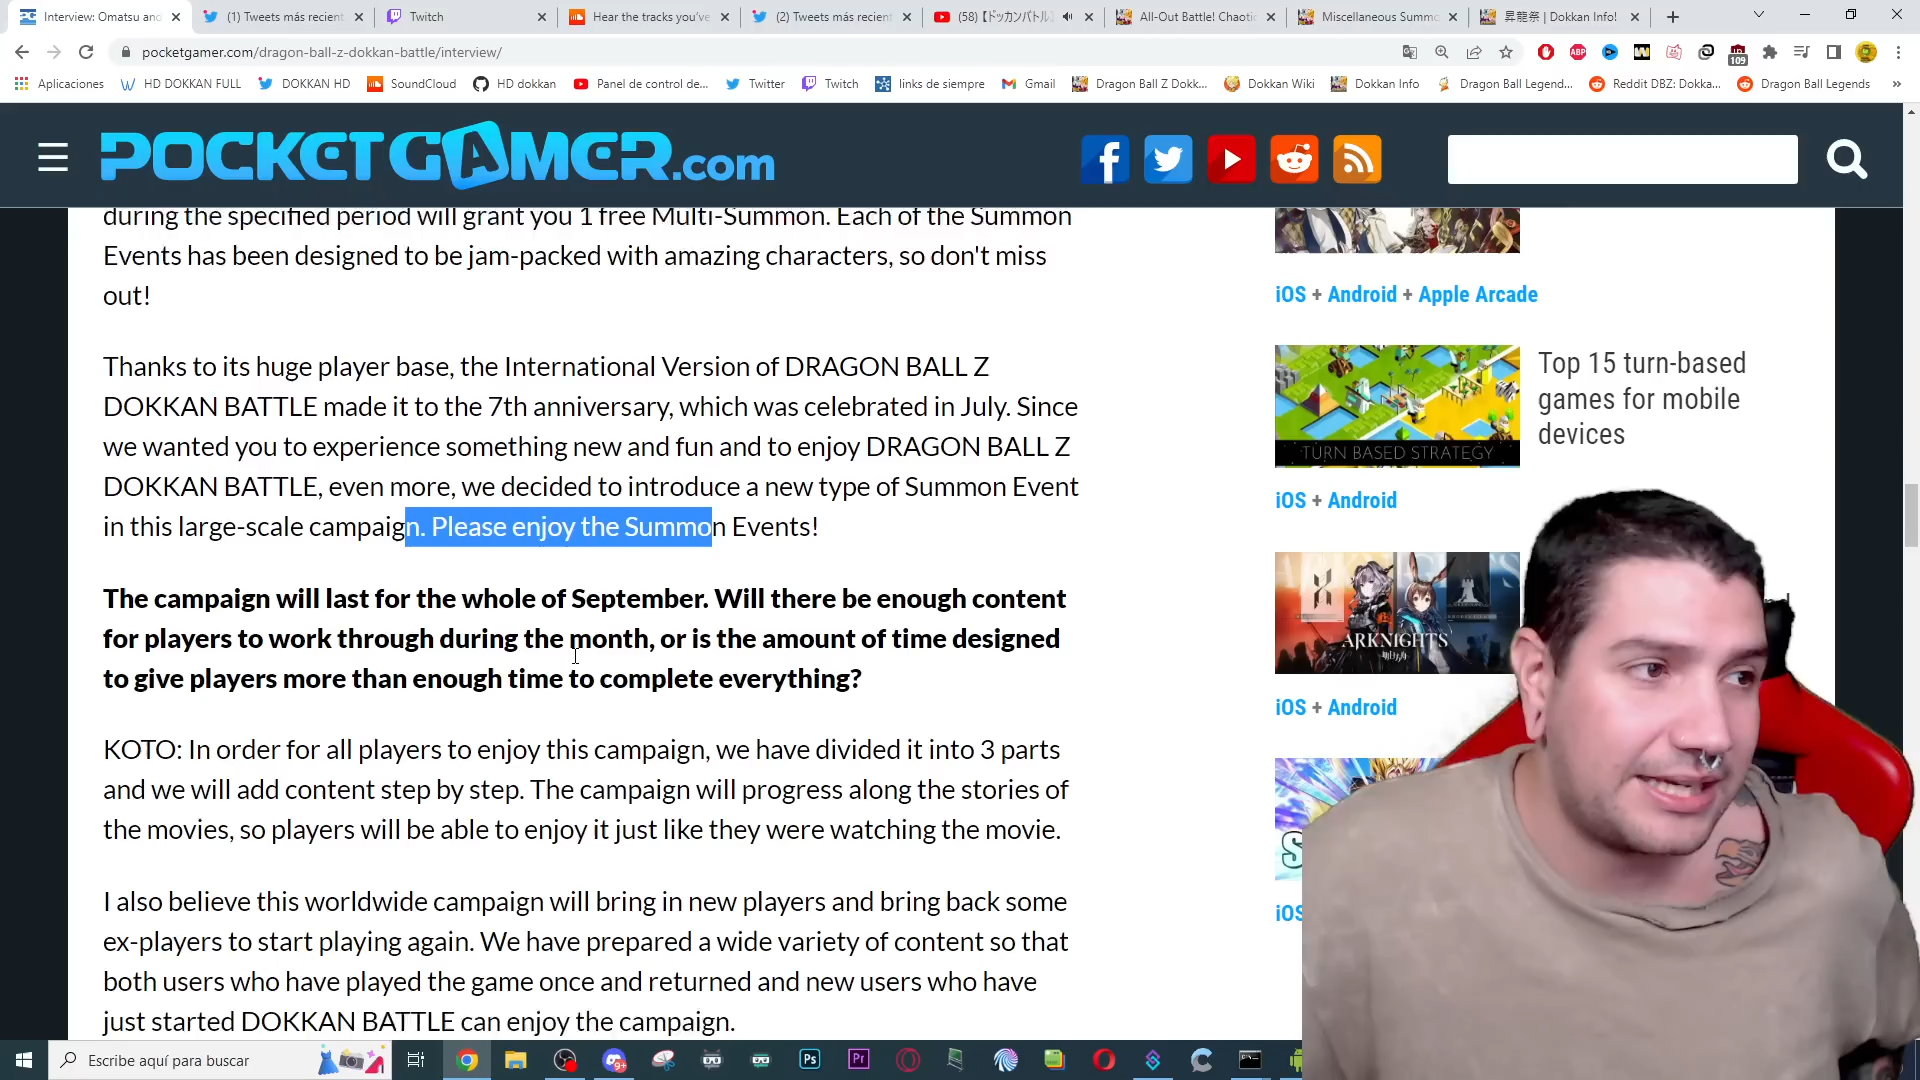 Interview: Omatsu and
(1) Tweets más recient
Twitch
Hear the tracks you've
(2) Tweets más recient
(58) 【ドッカンバトル】
All-Out Battle! Chaotic
Miscellaneous Summo
昇龍祭 | Dokkan Info!
pocketgamer.com/dragon-ball-z-dokkan-battle/interview/
ABP
109
Aplicaciones
HD DOKKAN FULL
DOKKAN HD
SoundCloud
HD dokkan
Panel de control de...
Twitter
Twitch
links de siempre
Gmail
Dragon Ball Z Dokk...
Dokkan Wiki
Dokkan Info
Dragon Ball Legend...
Reddit DBZ: Dokka...
Dragon Ball Legends
POCKETGAMER.com
during the specified period will grant you 1 free Multi-Summon. Each of the Summon
Events has been designed to be jam-packed with amazing characters, so don't miss
out!
Thanks to its huge player base, the International Version of DRAGON BALL Z
DOKKAN BATTLE made it to the 7th anniversary, which was celebrated in July. Since
we wanted you to experience something new and fun and to enjoy DRAGON BALL Z
DOKKAN BATTLE, even more, we decided to introduce a new type of Summon Event
in this large-scale campaign. Please enjoy the Summon Events!
The campaign will last for the whole of September. Will there be enough content
for players to work through during the month, or is the amount of time designed
to give players more than enough time to complete everything?
KOTO: In order for all players to enjoy this campaign, we have divided it into 3 parts
and we will add content step by step. The campaign will progress along the stories of
the movies, so players will be able to enjoy it just like they were watching the movie.
I also believe this worldwide campaign will bring in new players and bring back some
ex-players to start playing again. We have prepared a wide variety of content so that
both users who have played the game once and returned and new users who have
just started DOKKAN BATTLE can enjoy the campaign.
iOS + Android + Apple Arcade
TURN BASED STRATEGY
Top 15 turn-based
games for mobile
devices
iOS + Android
ARKNIGHTS
iOS + Android
S
iOS
Escribe aquí para buscar
9+
Ps
Pr